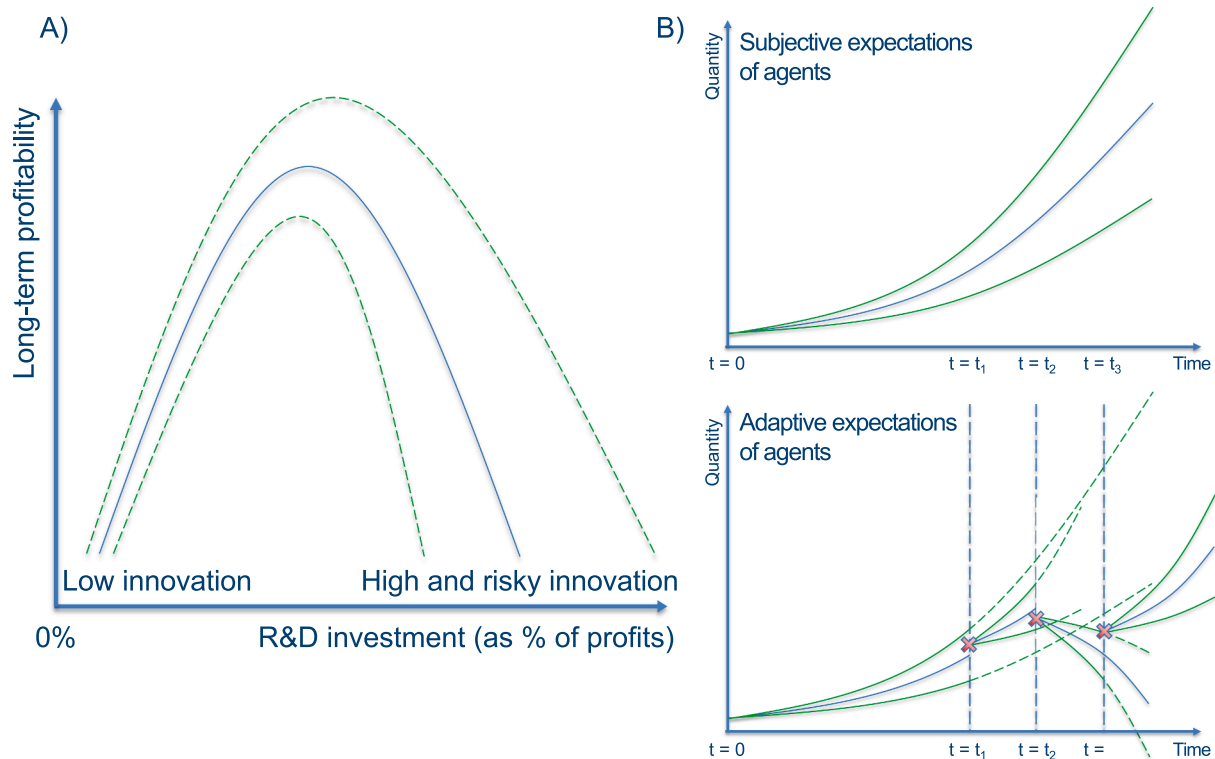 A)
Long-term profitability
Low innovation
High and risky innovation
0%
R&D investment (as % of profits)
B)
Quantity
Subjective expectations
of agents
t = 0
t = t₁
t = t₂
t = t₃
Time
Quantity
Adaptive expectations
of agents
t = 0
t = t₁
t = t₂
t =
Time